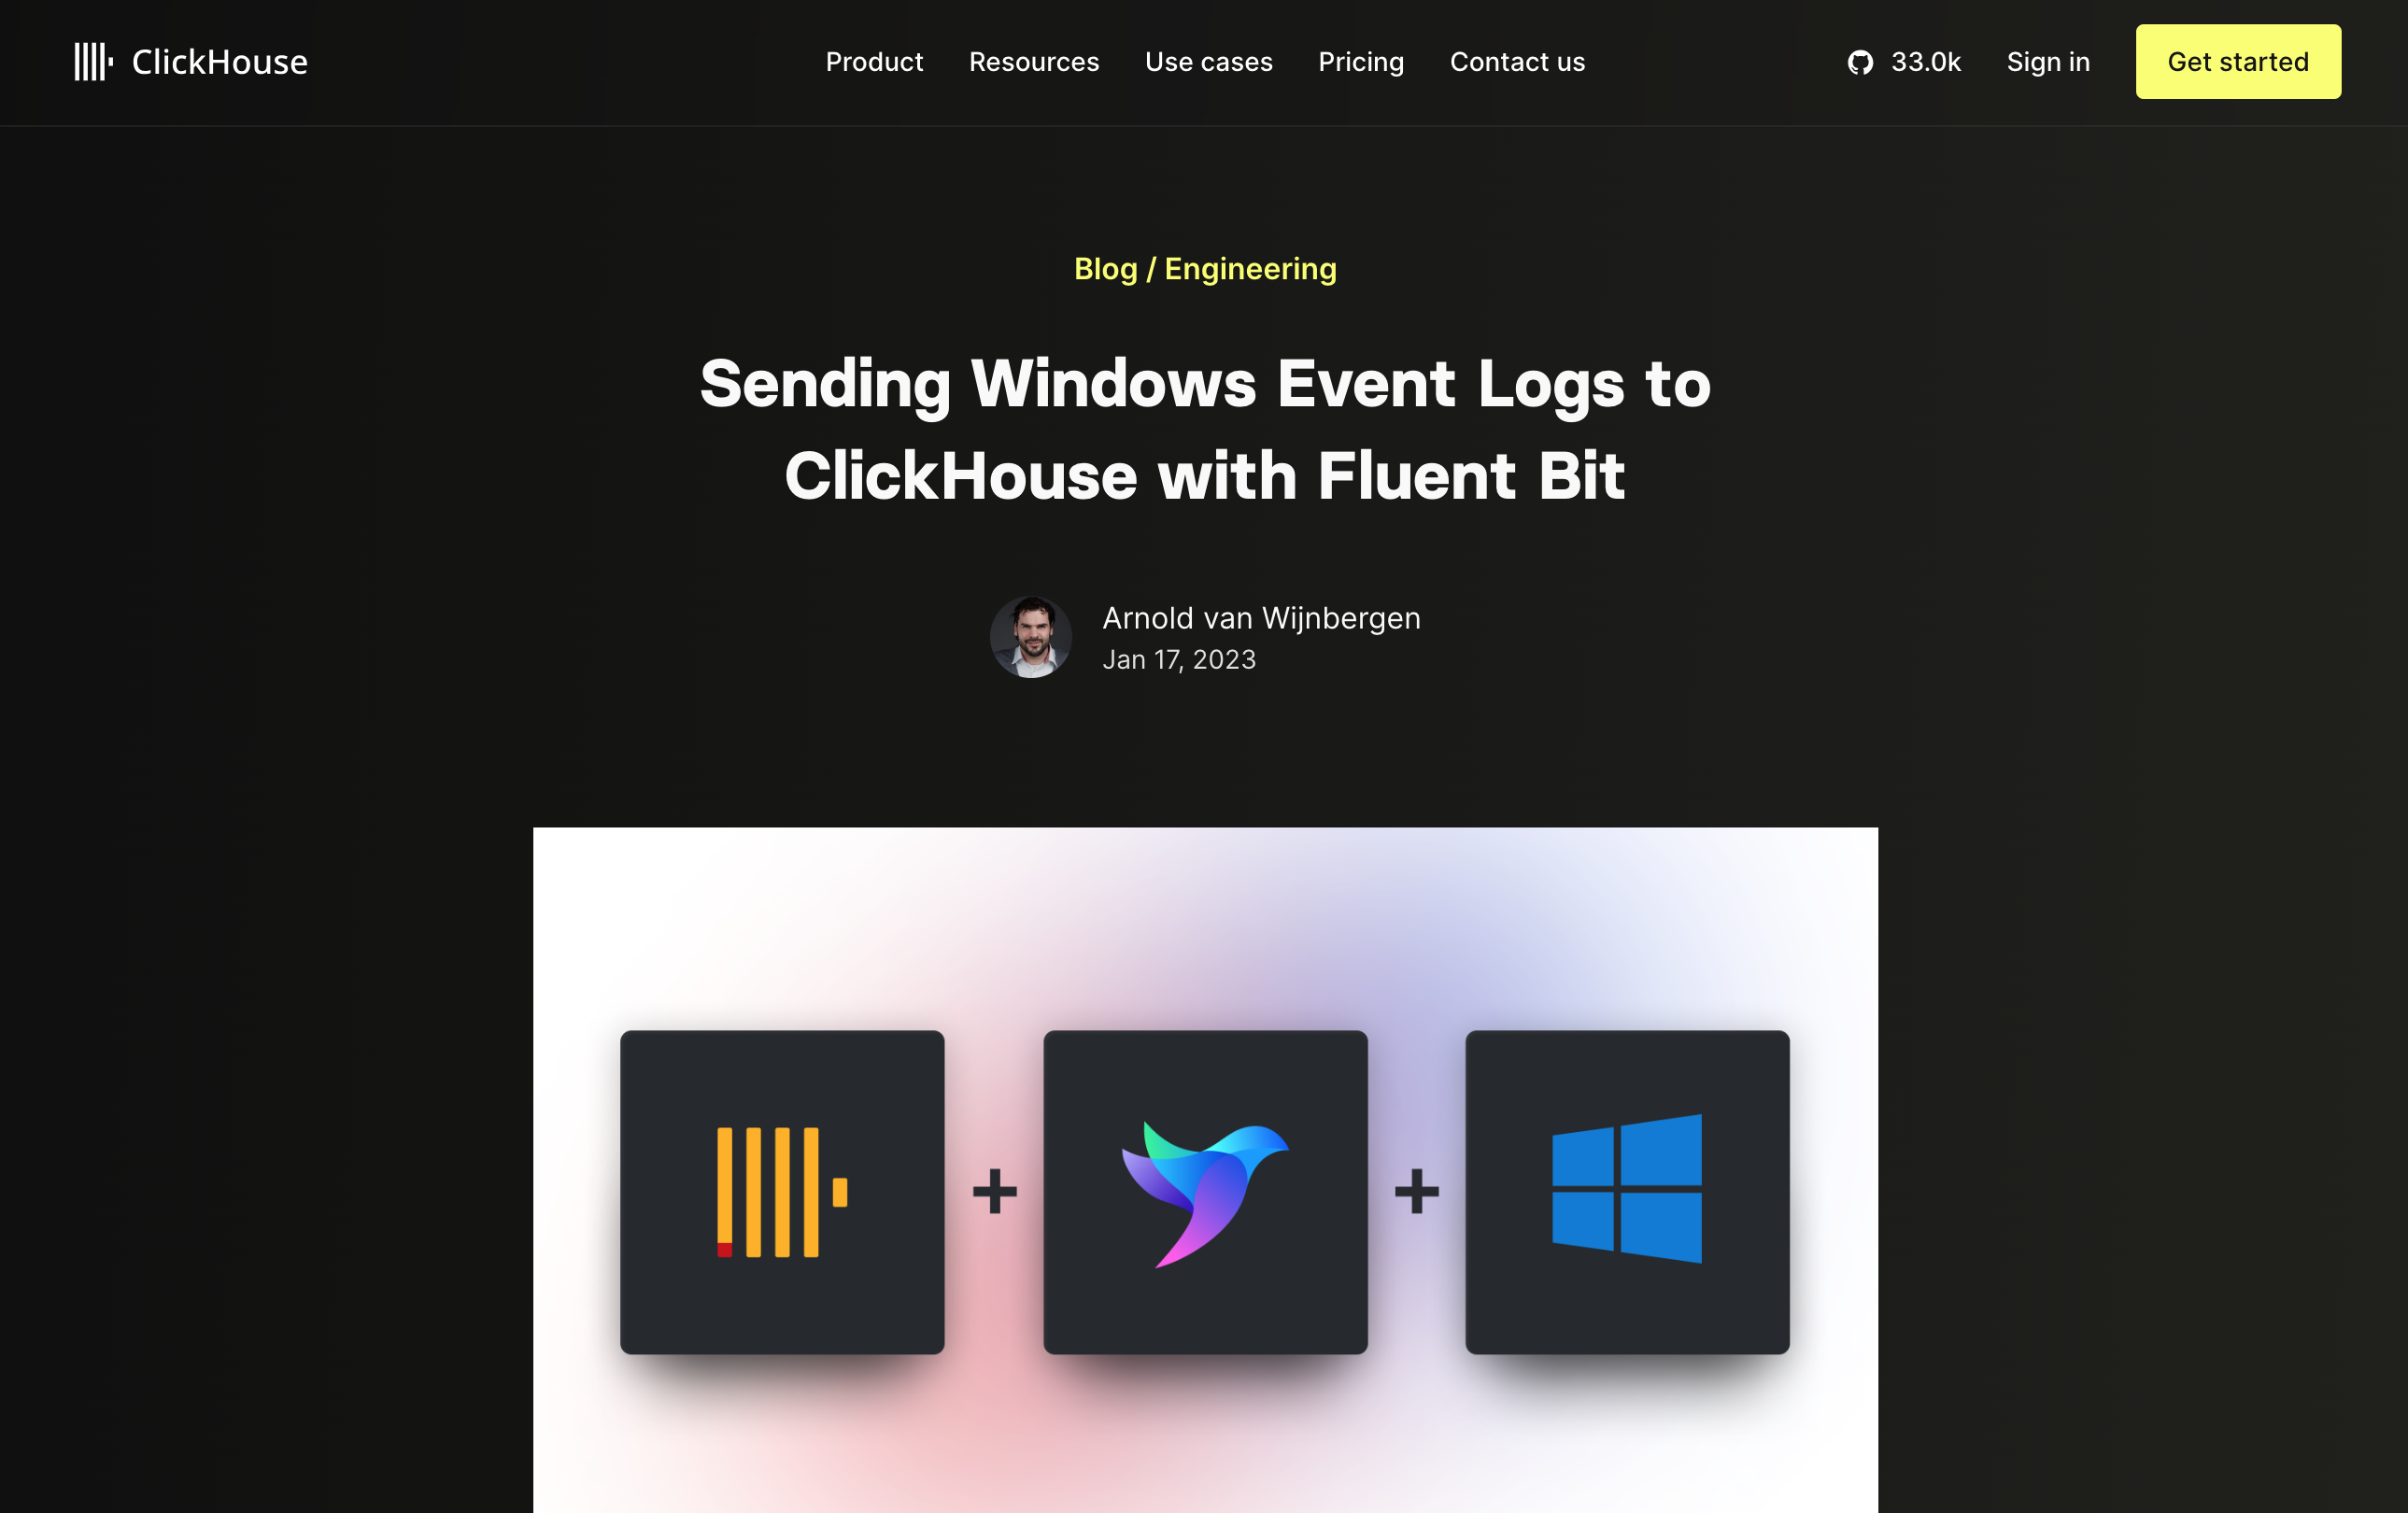 ClickHouse
Product Resources Use cases Pricing Contact us
33.0k Sign in Get started
Blog / Engineering
Sending Windows Event Logs to
ClickHouse with Fluent Bit
Arnold van Wijnbergen
Jan 17, 2023
+ +